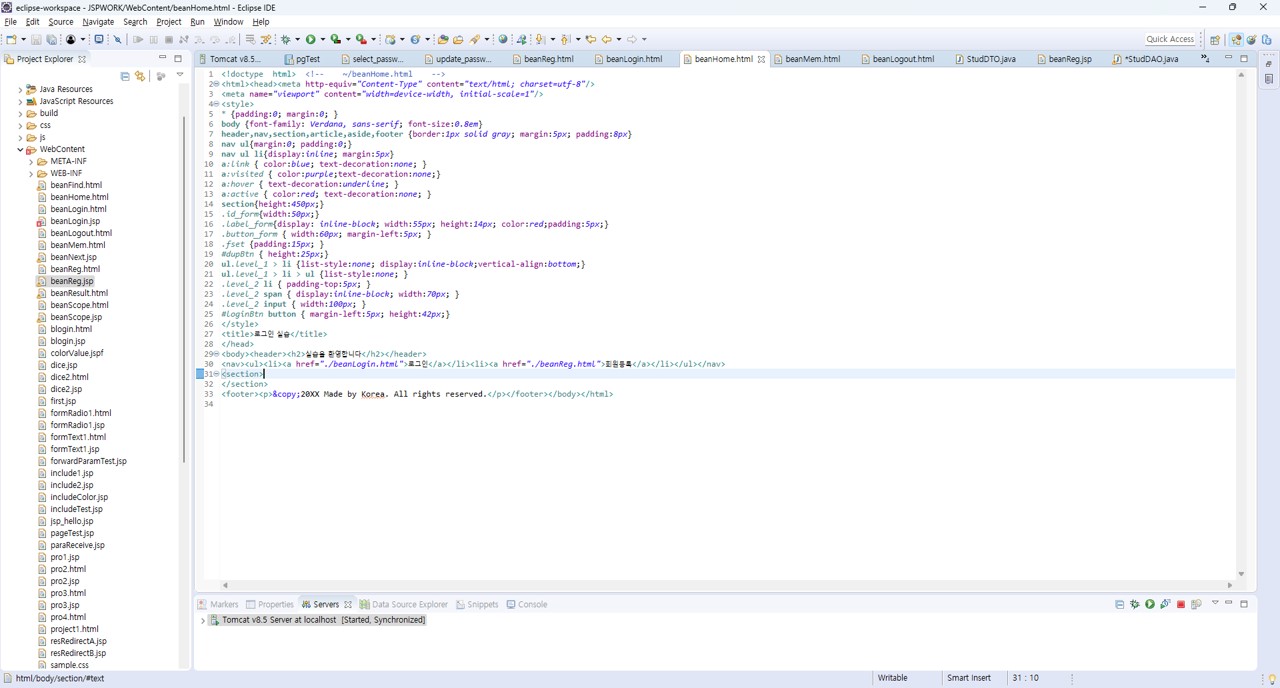 eclipse-workspace - JSPWORK/WebContent/beanHome.html - Eclipse IDE
File Edit Source Navigate Search Project Run Window Help
Quick Access
Project Explorer
Tomcat v8.5... pgTest select_passw... update_passw... beanReg.html beanLogin.html beanHome.html beanMem.html beanLogout.html StudDTO.java beanReg.jsp *StudDAO.java
Java Resources
JavaScript Resources
build
css
js
WebContent
META-INF
WEB-INF
beanFind.html
beanHome.html
beanLogin.html
beanLogin.jsp
beanLogout.html
beanMem.html
beanNext.jsp
beanReg.html
beanReg.jsp
beanResult.html
beanScope.html
beanScope.jsp
blogin.html
blogin.jsp
colorValue.jspf
dice.jsp
dice2.html
dice2.jsp
first.jsp
formRadio1.html
formRadio1.jsp
formText1.html
formText1.jsp
forwardParamTest.jsp
include1.jsp
include2.jsp
includeColor.jsp
includeTest.jsp
jsp_hello.jsp
pageTest.jsp
paraReceive.jsp
pro1.jsp
pro2.html
pro2.jsp
pro3.html
pro3.jsp
pro4.html
project1.html
resRedirectA.jsp
resRedirectB.jsp
sample.css
1 <!doctype html> <!-- ~/beanHome.html -->
2 <html><head><meta http-equiv="Content-Type" content="text/html; charset=utf-8"/>
3 <meta name="viewport" content="width=device-width, initial-scale=1"/>
4 <style>
5 * {padding:0; margin:0; }
6 body {font-family: Verdana, sans-serif; font-size:0.8em}
7 header,nav,section,article,aside,footer {border:1px solid gray; margin:5px; padding:8px}
8 nav ul{margin:0; padding:0;}
9 nav ul li{display:inline; margin:5px}
10 a:link { color:blue; text-decoration:none; }
11 a:visited { color:purple;text-decoration:none;}
12 a:hover { text-decoration:underline; }
13 a:active { color:red; text-decoration:none; }
14 section{height:450px;}
15 .id_form{width:50px;}
16 .label_form{display: inline-block; width:55px; height:14px; color:red;padding:5px;}
17 .button_form { width:60px; margin-left:5px; }
18 .fset {padding:15px; }
19 #dupBtn { height:25px;}
20 ul.level_1 > li {list-style:none; display:inline-block;vertical-align:bottom;}
21 ul.level_1 > li > ul {list-style:none; }
22 .level_2 li { padding-top:5px; }
23 .level_2 span { display:inline-block; width:70px; }
24 .level_2 input { width:100px; }
25 #loginBtn button { margin-left:5px; height:42px;}
26 </style>
27 <title>로그인 실습</title>
28 </head>
29 <body><header><h2>실습을 환영합니다</h2></header>
30 <nav><ul><li><a href="./beanLogin.html">로그인</a></li><li><a href="./beanReg.html">회원등록</a></li></ul></nav>
31 <section>
32 </section>
33 <footer><p>&copy;20XX Made by Korea. All rights reserved.</p></footer></body></html>
34
Markers Properties Servers Data Source Explorer Snippets Console
Tomcat v8.5 Server at localhost [Started, Synchronized]
html/body/section/#text Writable Smart Insert 31 : 10